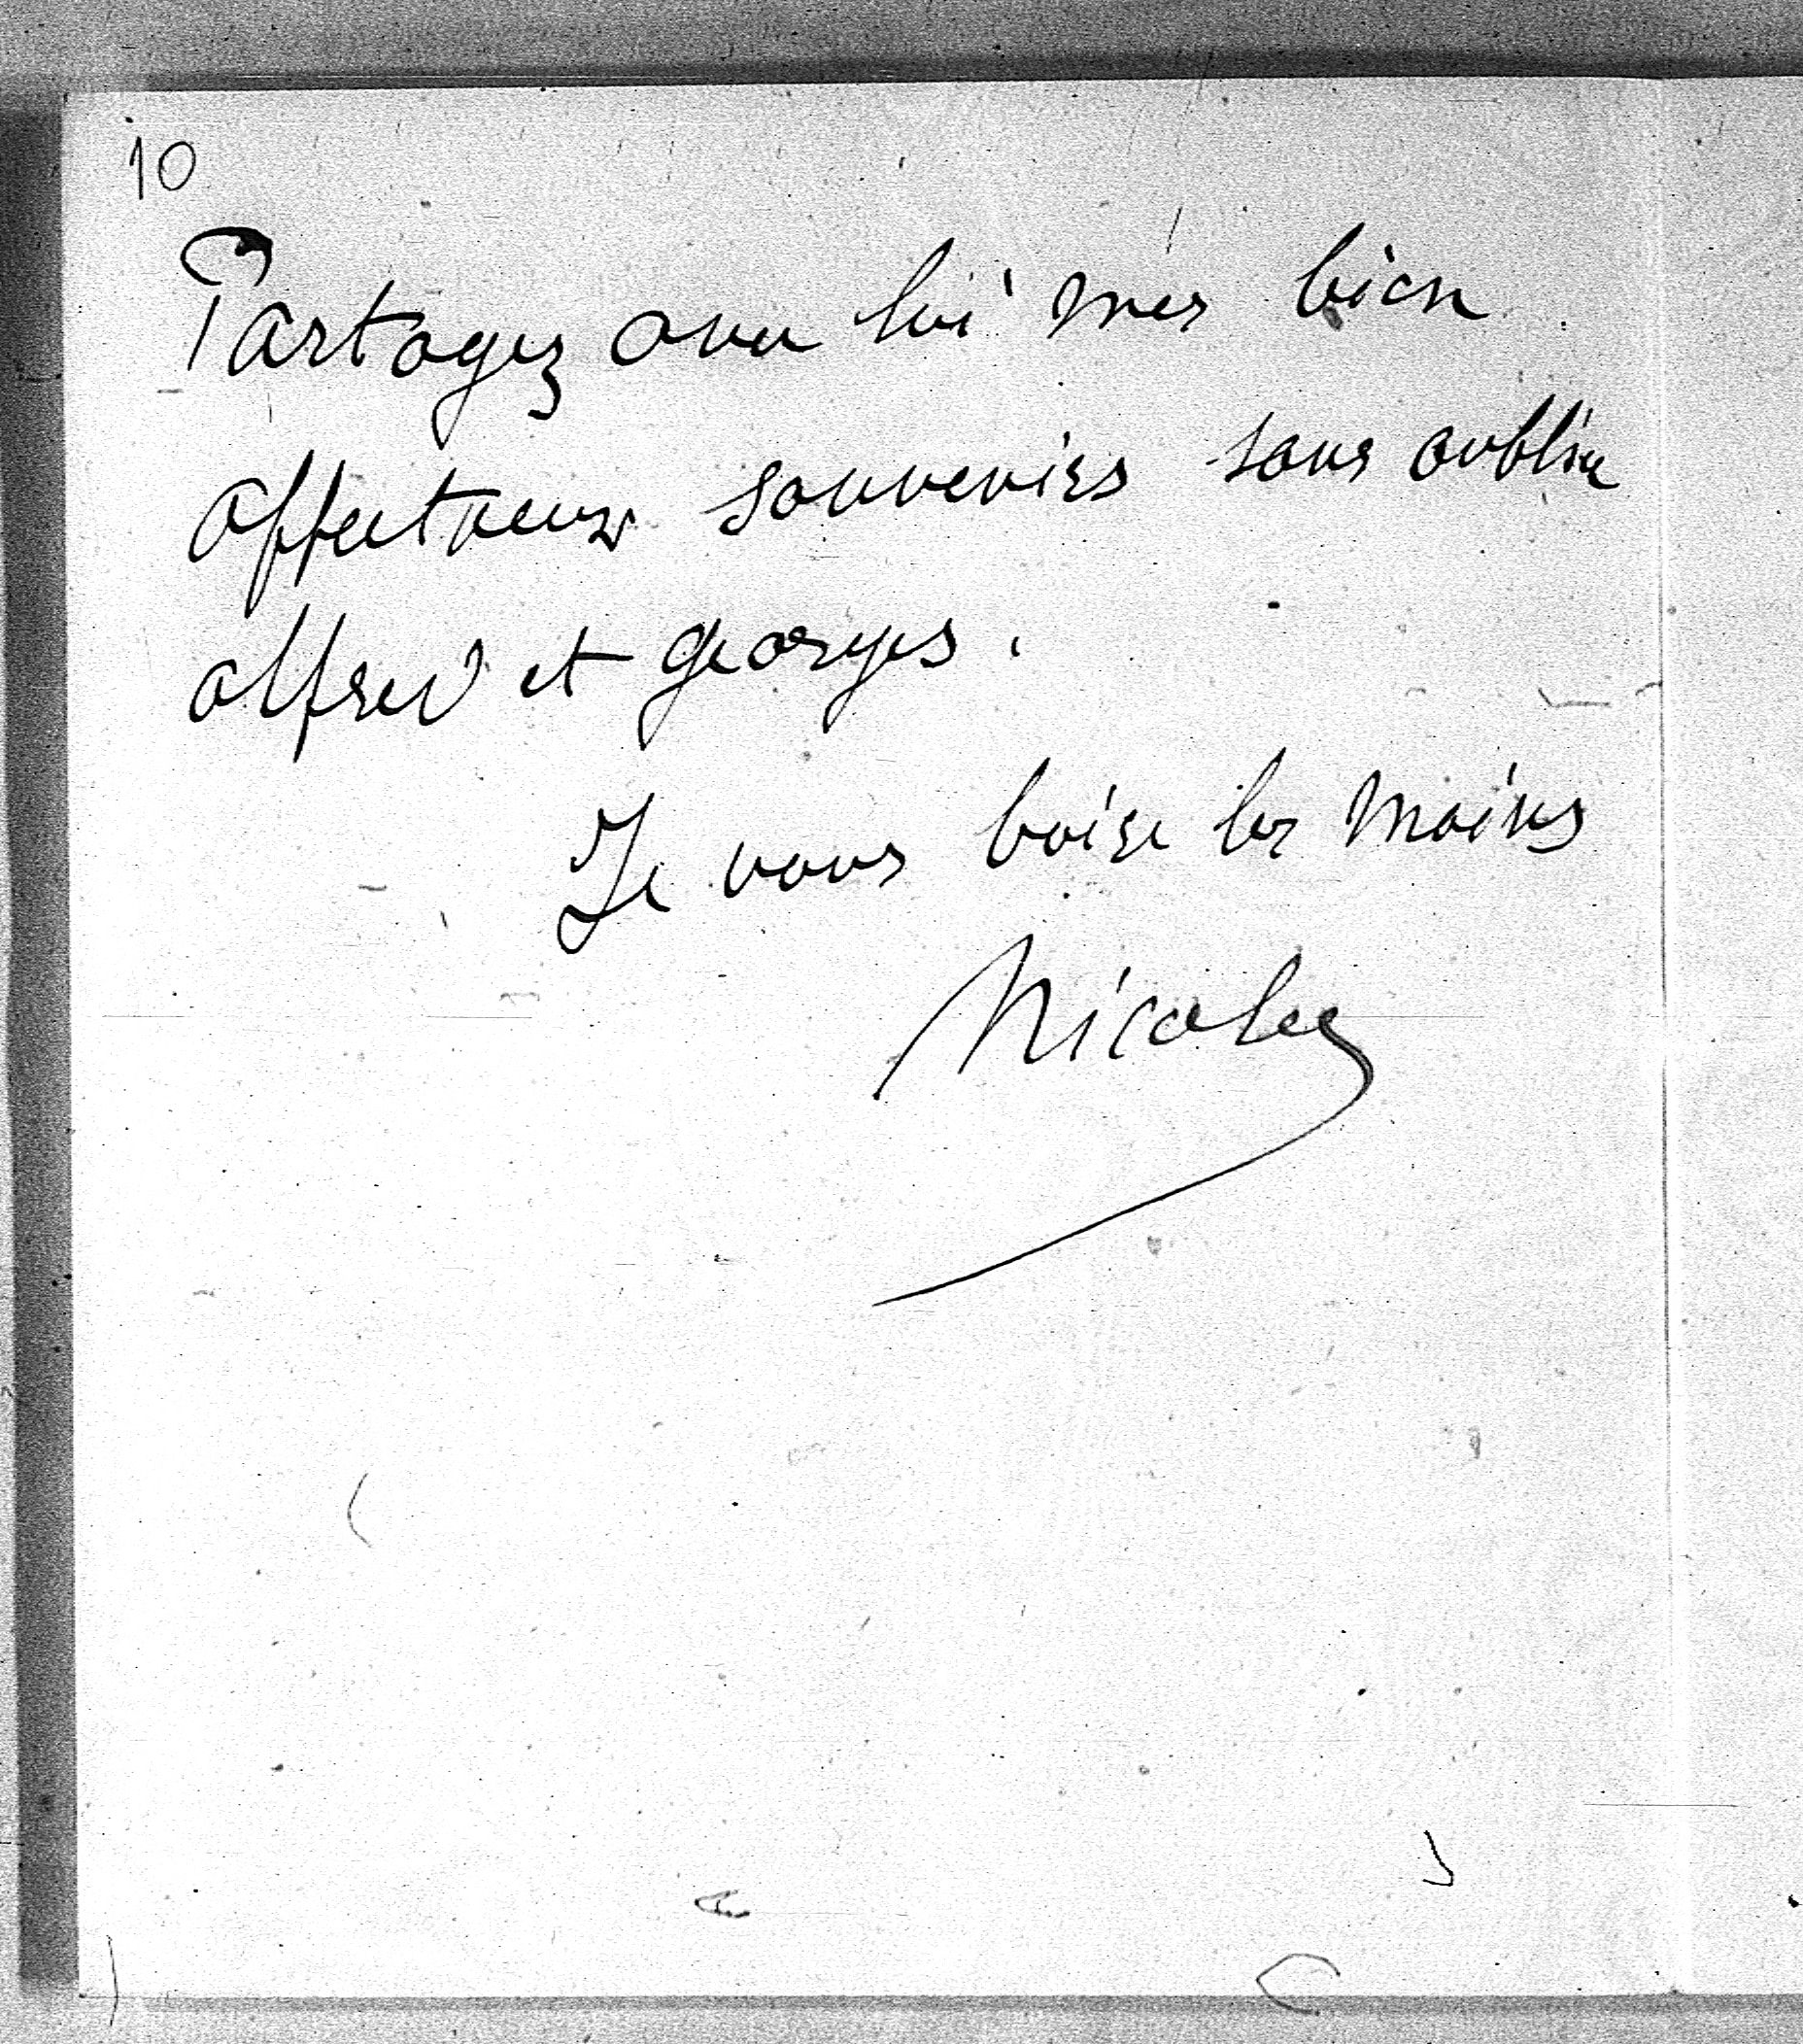 10
Partagez avec lui mes bien
affectueux souvenirs sans oublier
alfred et georges.
Je vous baise les mains
Nicolas